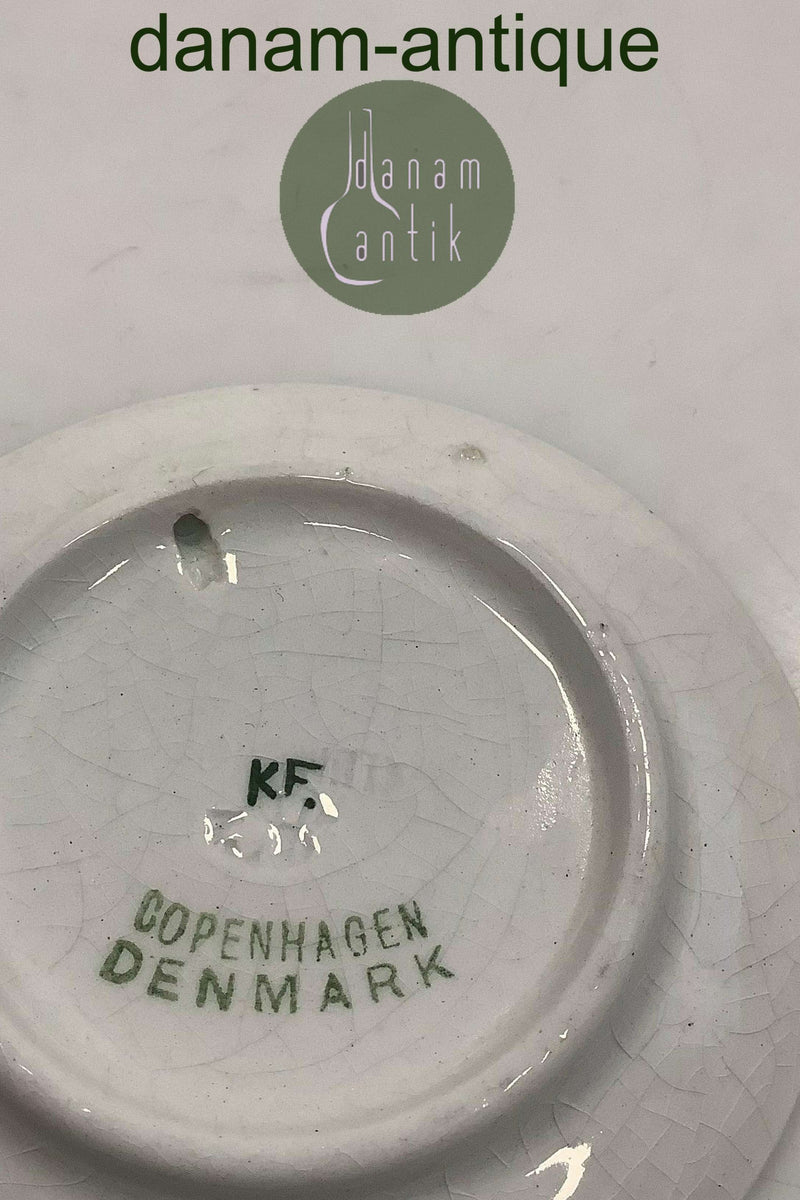 danam-antique
danam
antik
KF.
COPENHAGEN
DENMARK